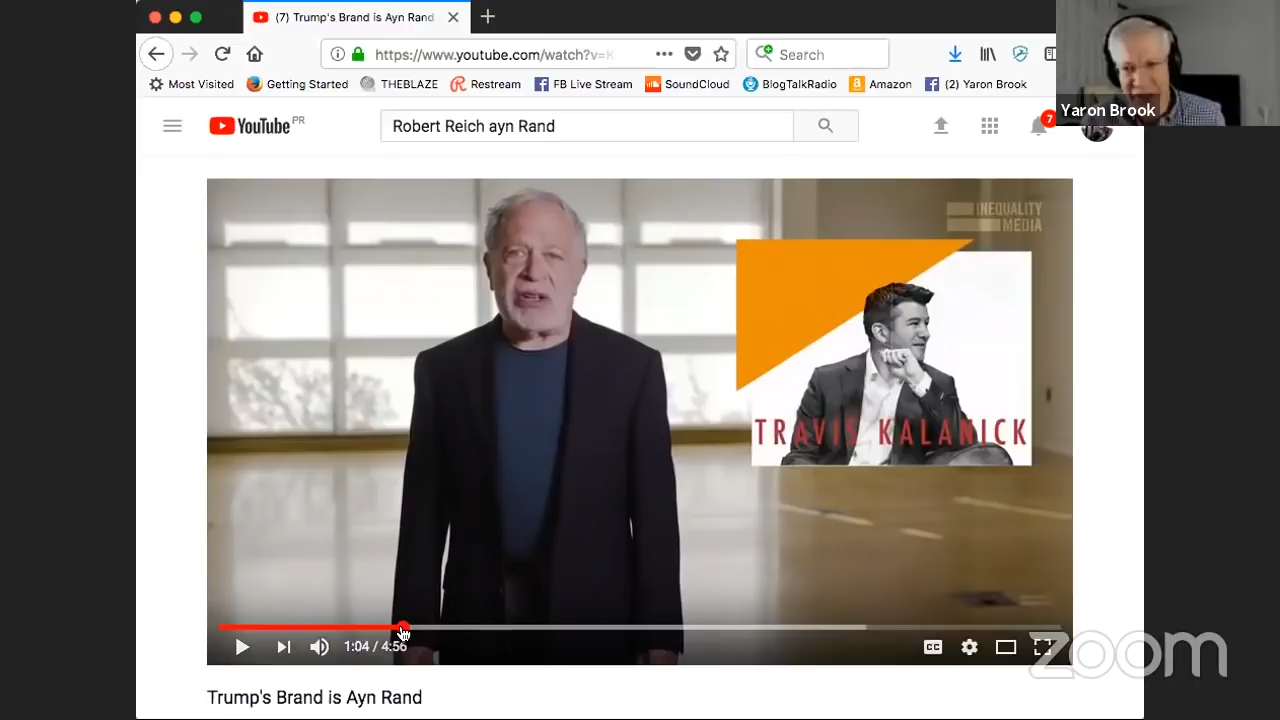 (7) Trump's Brand is Ayn Rand
https://www.youtube.com/watch?v=K
Search
Yaron Brook
Most Visited
Getting Started
THEBLAZE
Restream
FB Live Stream
SoundCloud
BlogTalkRadio
Amazon
(2) Yaron Brook
YouTube PR
Robert Reich ayn Rand
7
INEQUALITY
MEDIA
TRAVIS KALANICK
1:04 / 4:56
CC
zoom
Trump's Brand is Ayn Rand